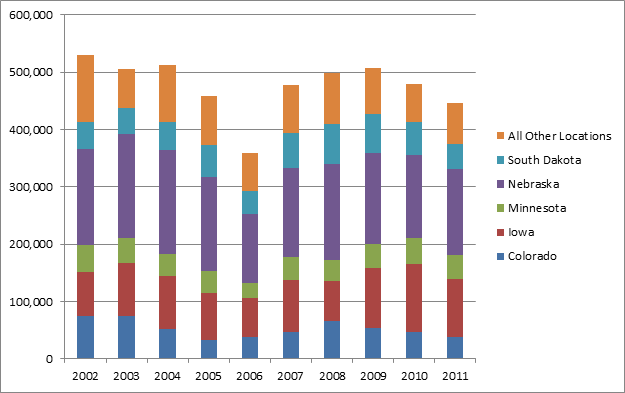 600,000
500,000
400,000
300,000
200,000
100,000
0
2002 2003 2004 2005 2006 2007 2008 2009 2010 2011
All Other Locations
South Dakota
Nebraska
Minnesota
Iowa
Colorado